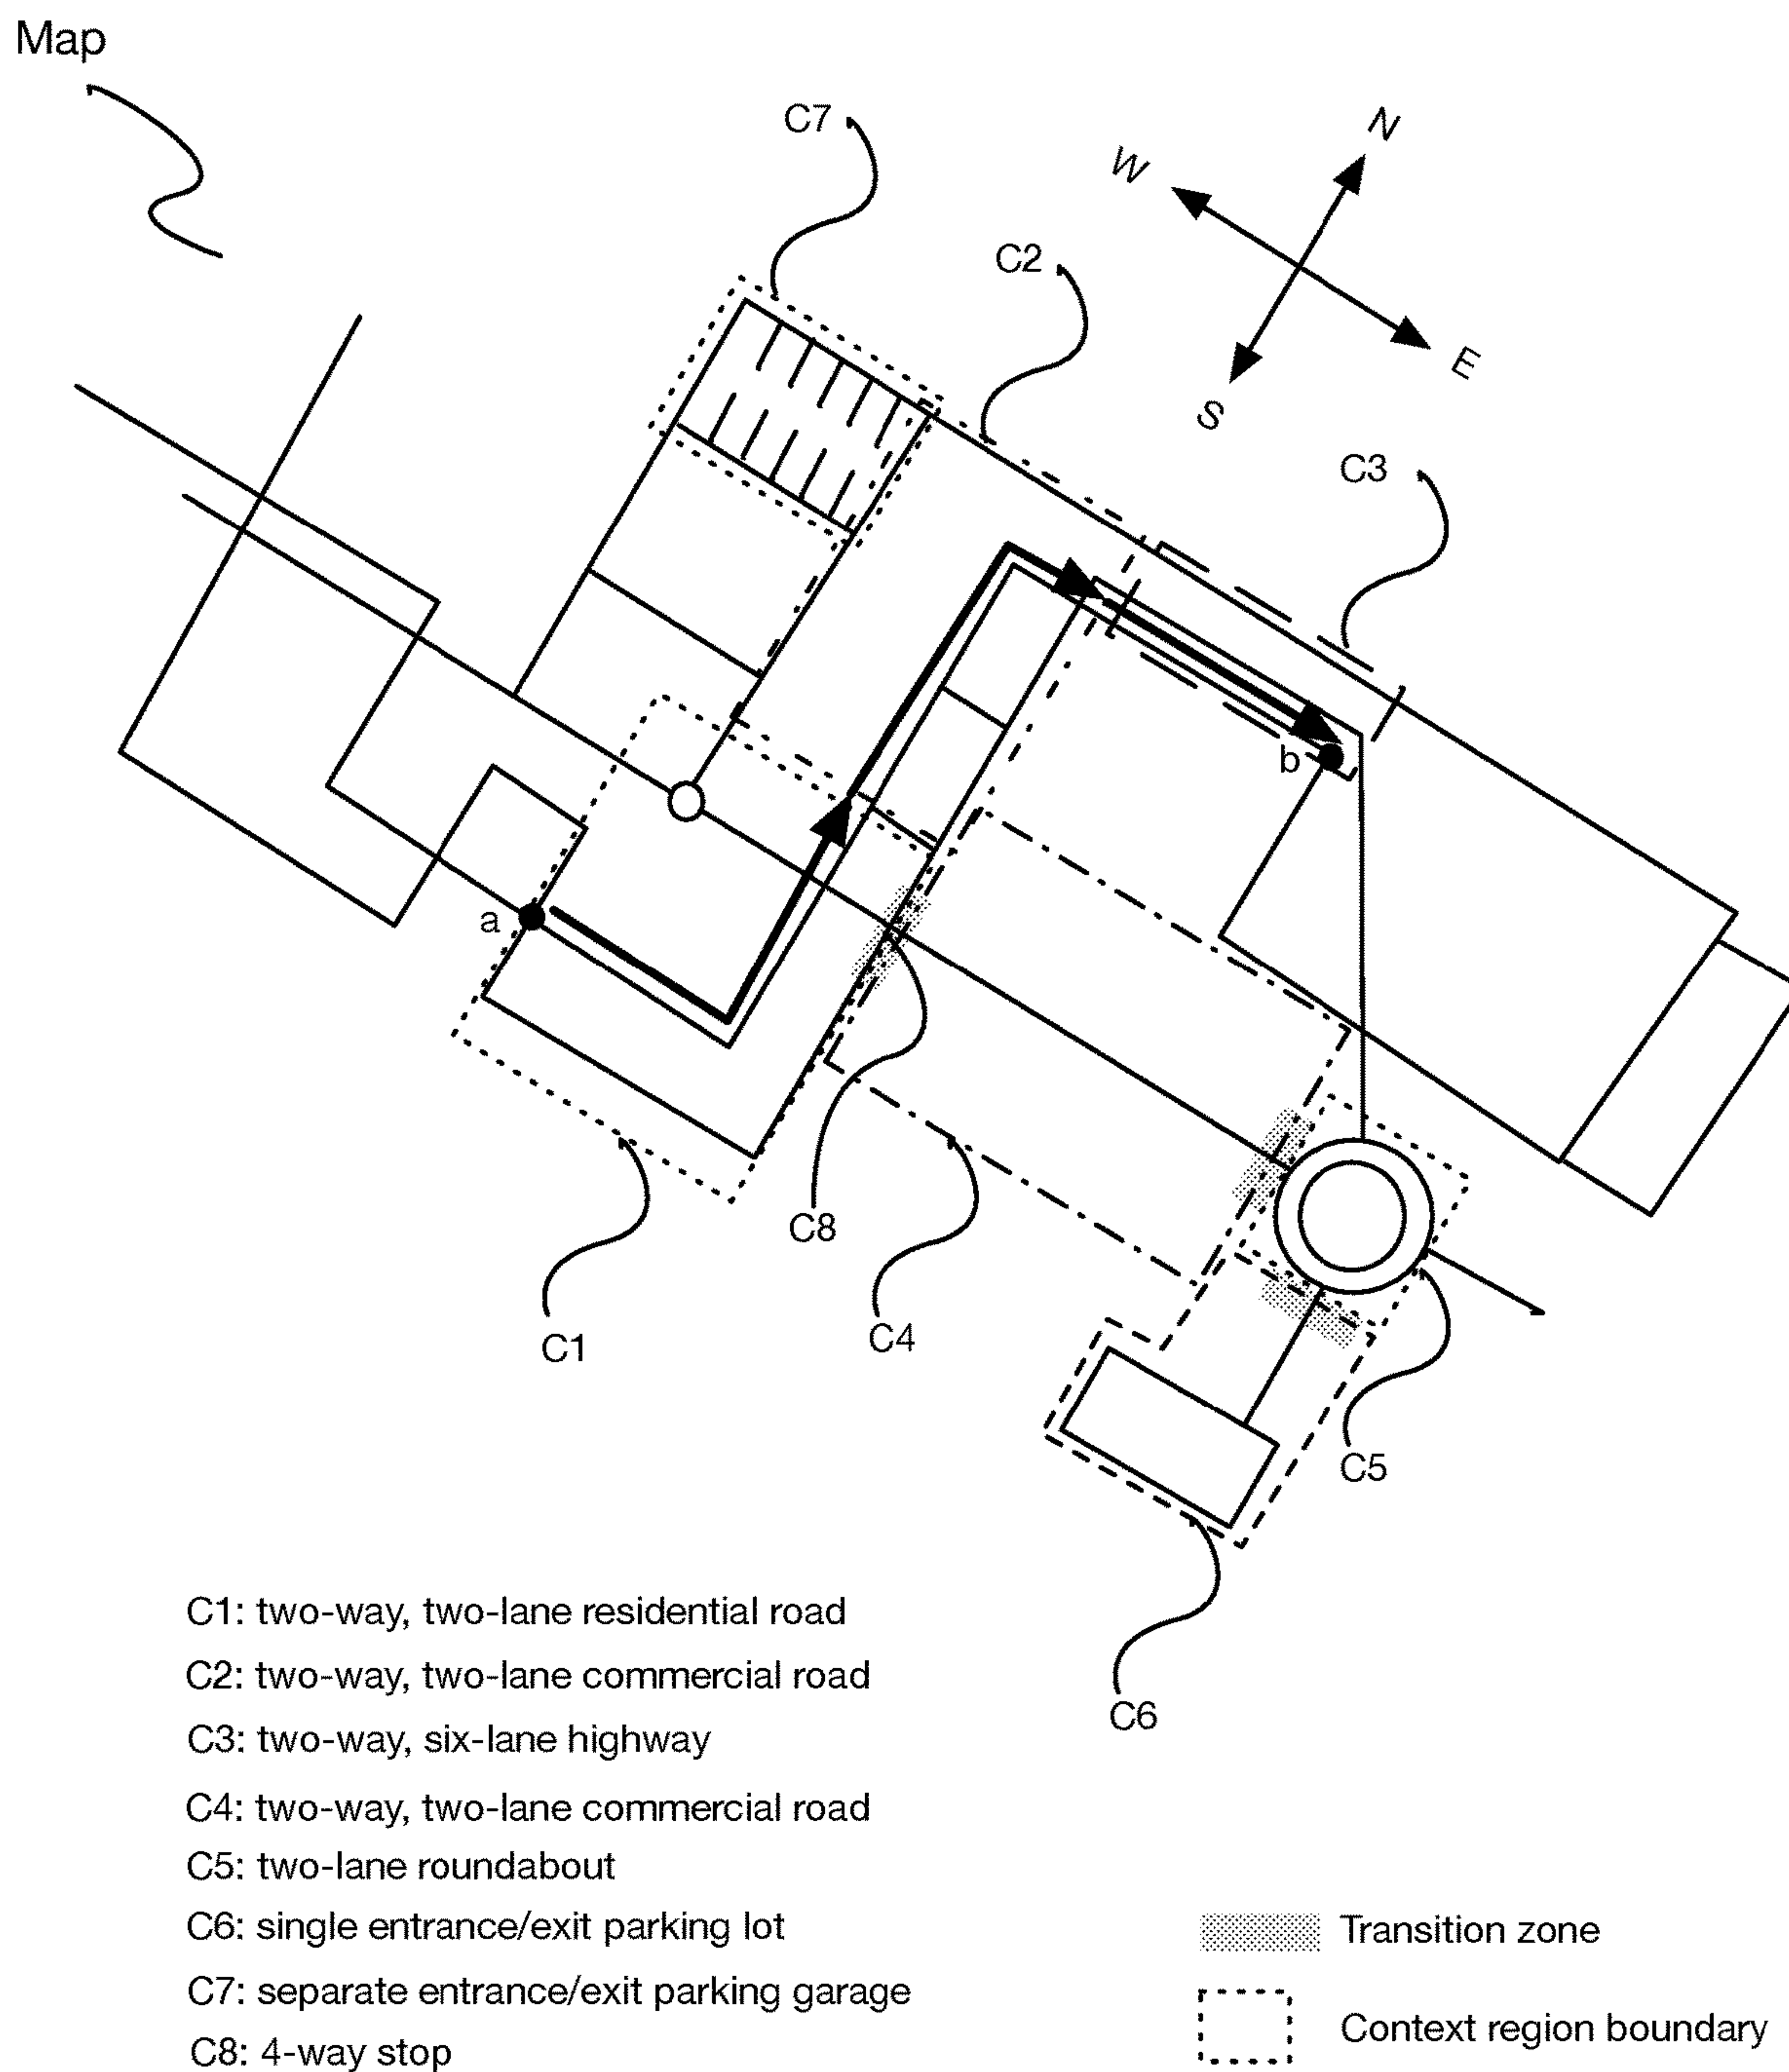 Map
C7
N
W
C2
E
S
C3
b
a
C8
C1
C4
C5
C6
C1: two-way, two-lane residential road
C2: two-way, two-lane commercial road
C3: two-way, six-lane highway
C4: two-way, two-lane commercial road
C5: two-lane roundabout
C6: single entrance/exit parking lot
C7: separate entrance/exit parking garage
C8: 4-way stop
Transition zone
Context region boundary